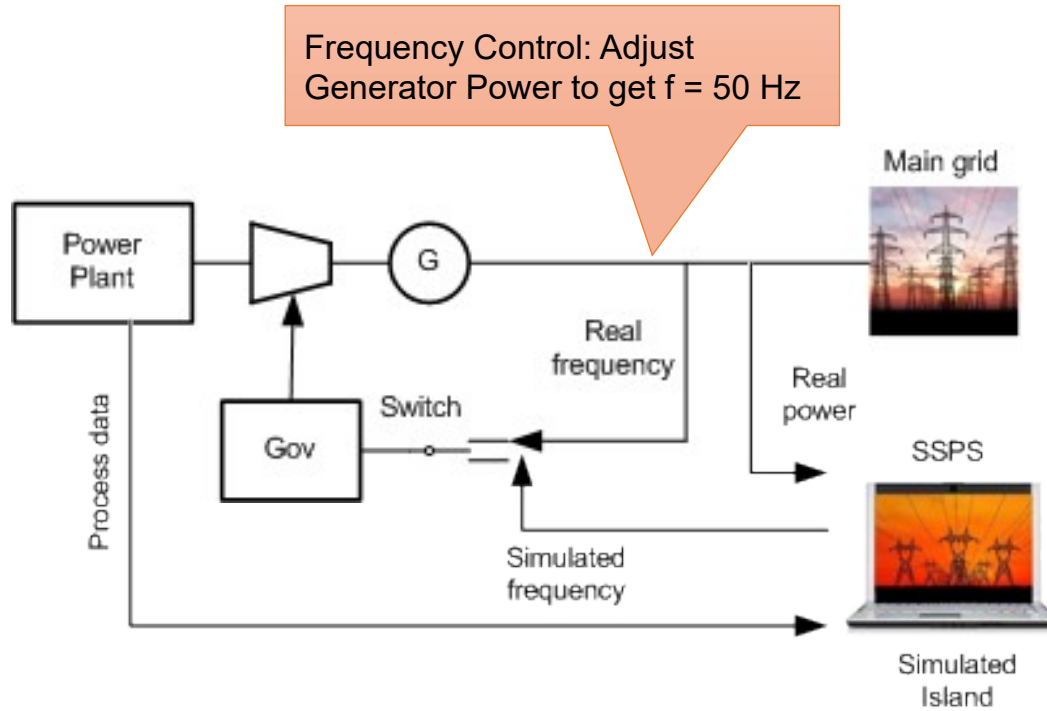 Frequency Control: Adjust
Generator Power to get f = 50 Hz
Main grid
Power
Plant
G
Real
frequency
Real
power
Switch
Gov
SSPS
Process data
Simulated
frequency
Simulated
Island